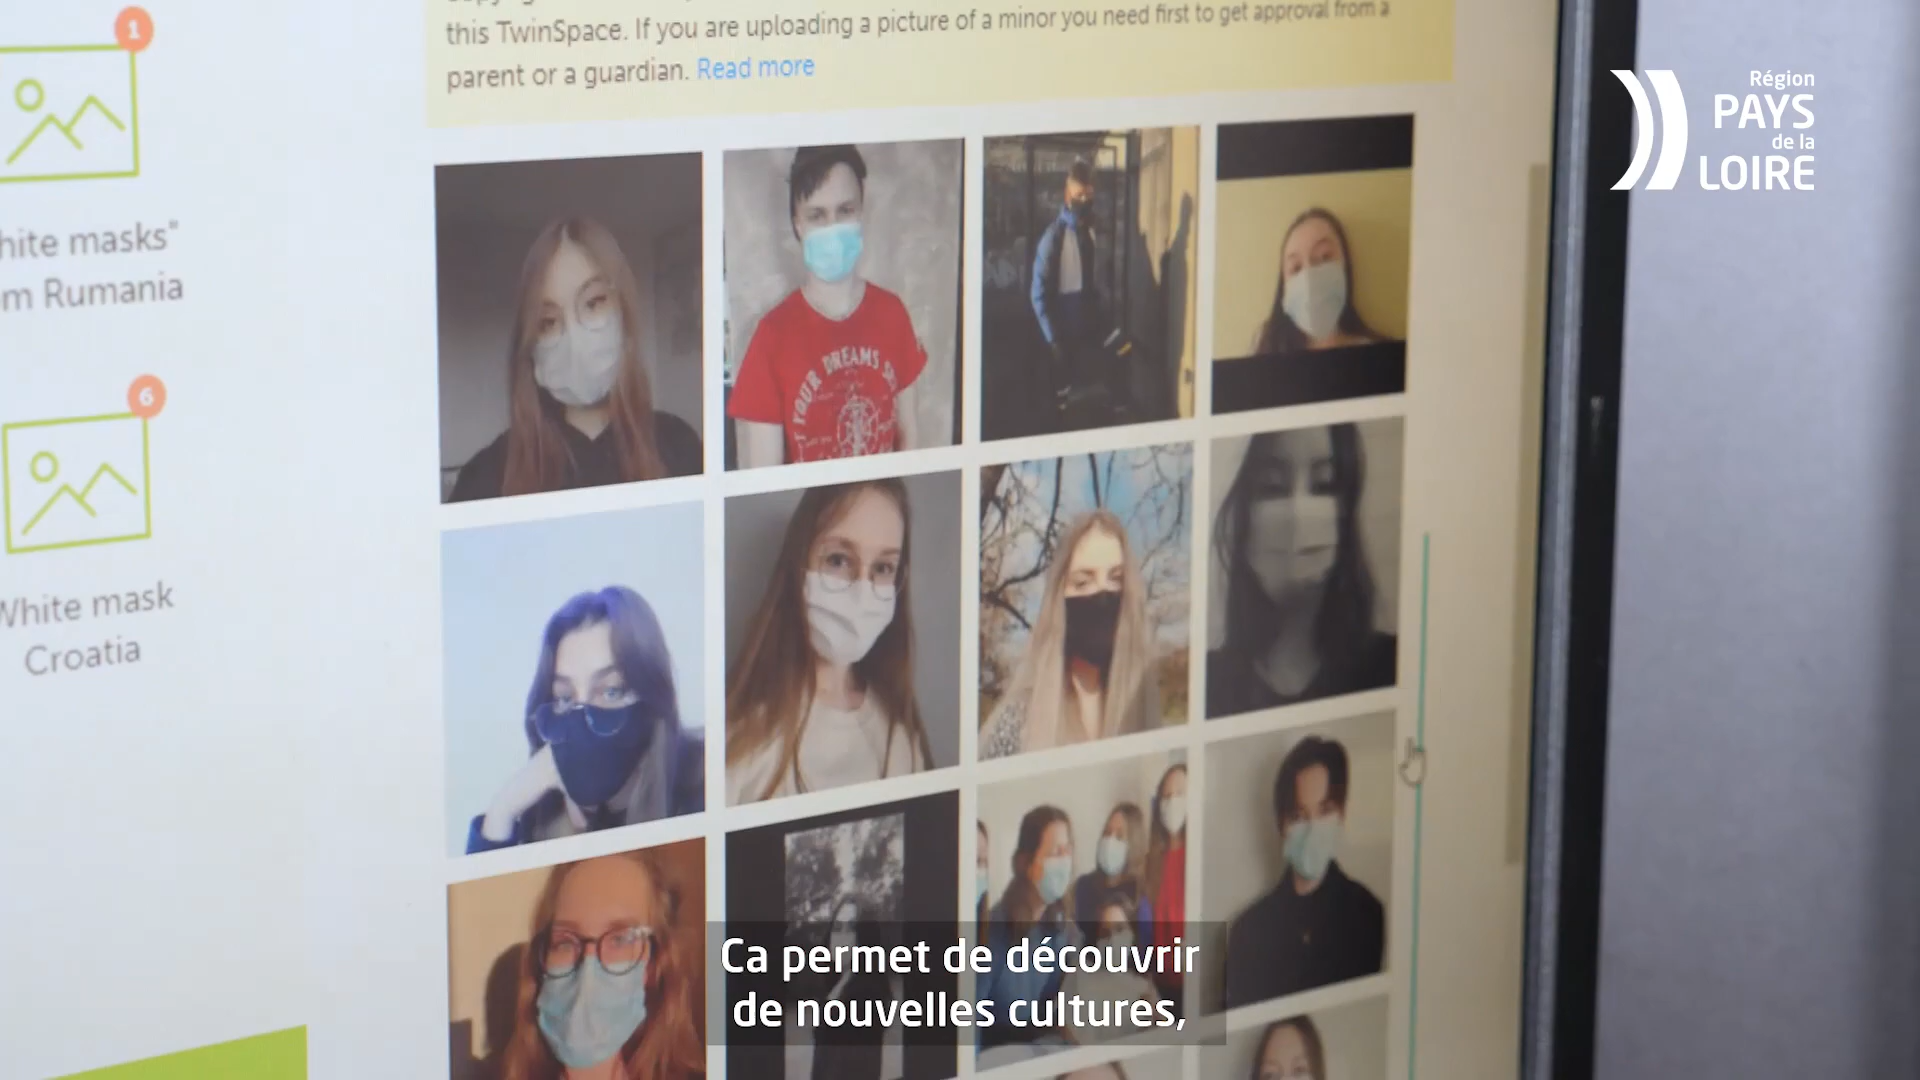 this TwinSpace. If you are uploading a picture of a minor you need first to get approval from a
parent or a guardian. Read more
1
hite masks"
m Rumania
6
White mask
Croatia
YOUR DREAMS
Région
PAYS
de la
LOIRE
Ca permet de découvrir
de nouvelles cultures,